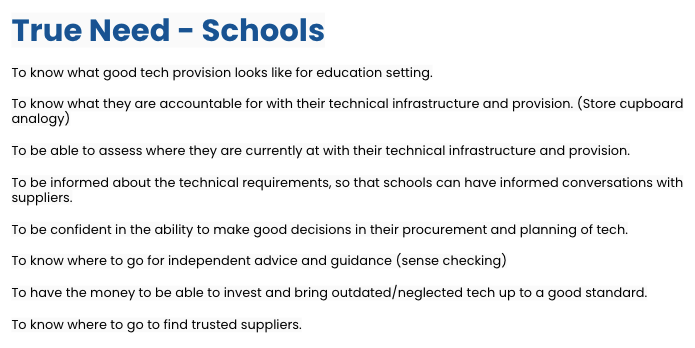 True Need - Schools
To know what good tech provision looks like for education setting.
To know what they are accountable for with their technical infrastructure and provision. (Store cupboard
analogy)
To be able to assess where they are currently at with their technical infrastructure and provision.
To be informed about the technical requirements, so that schools can have informed conversations with
suppliers.
To be confident in the ability to make good decisions in their procurement and planning of tech.
To know where to go for independent advice and guidance (sense checking)
To have the money to be able to invest and bring outdated/neglected tech up to a good standard.
To know where to go to find trusted suppliers.